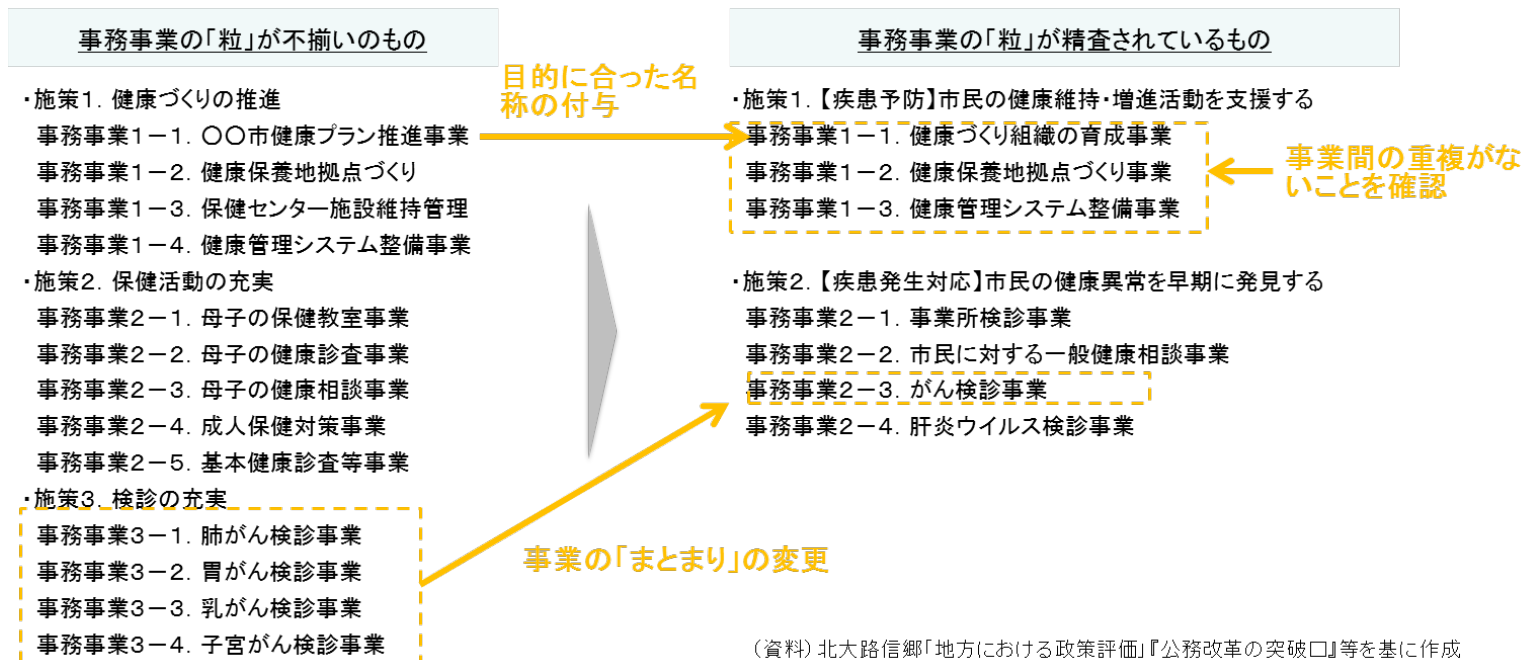 事務事業の「粒」が不揃いのもの
・施策1. 健康づくりの推進
事務事業1－1. 〇〇市健康プラン推進事業
事務事業1－2. 健康保養地拠点づくり
事務事業1－3. 保健センター施設維持管理
事務事業1－4. 健康管理システム整備事業
・施策2. 保健活動の充実
事務事業2－1. 母子の保健教室事業
事務事業2－2. 母子の健康診査事業
事務事業2－3. 母子の健康相談事業
事務事業2－4. 成人保健対策事業
事務事業2－5. 基本健康診査等事業
・施策3. 検診の充実
事務事業3－1. 肺がん検診事業
事務事業3－2. 胃がん検診事業
事務事業3－3. 乳がん検診事業
事務事業3－4. 子宮がん検診事業
目的に合った名
称の付与
事業の「まとまり」の変更
事務事業の「粒」が精査されているもの
・施策1. 【疾患予防】市民の健康維持・増進活動を支援する
事務事業1－1. 健康づくり組織の育成事業
事務事業1－2. 健康保養地拠点づくり事業
事務事業1－3. 健康管理システム整備事業
事業間の重複がな
いことを確認
・施策2. 【疾患発生対応】市民の健康異常を早期に発見する
事務事業2－1. 事業所検診事業
事務事業2－2. 市民に対する一般健康相談事業
事務事業2－3. がん検診事業
事務事業2－4. 肝炎ウイルス検診事業
（資料）北大路信郷「地方における政策評価」『公務改革の突破口』等を基に作成